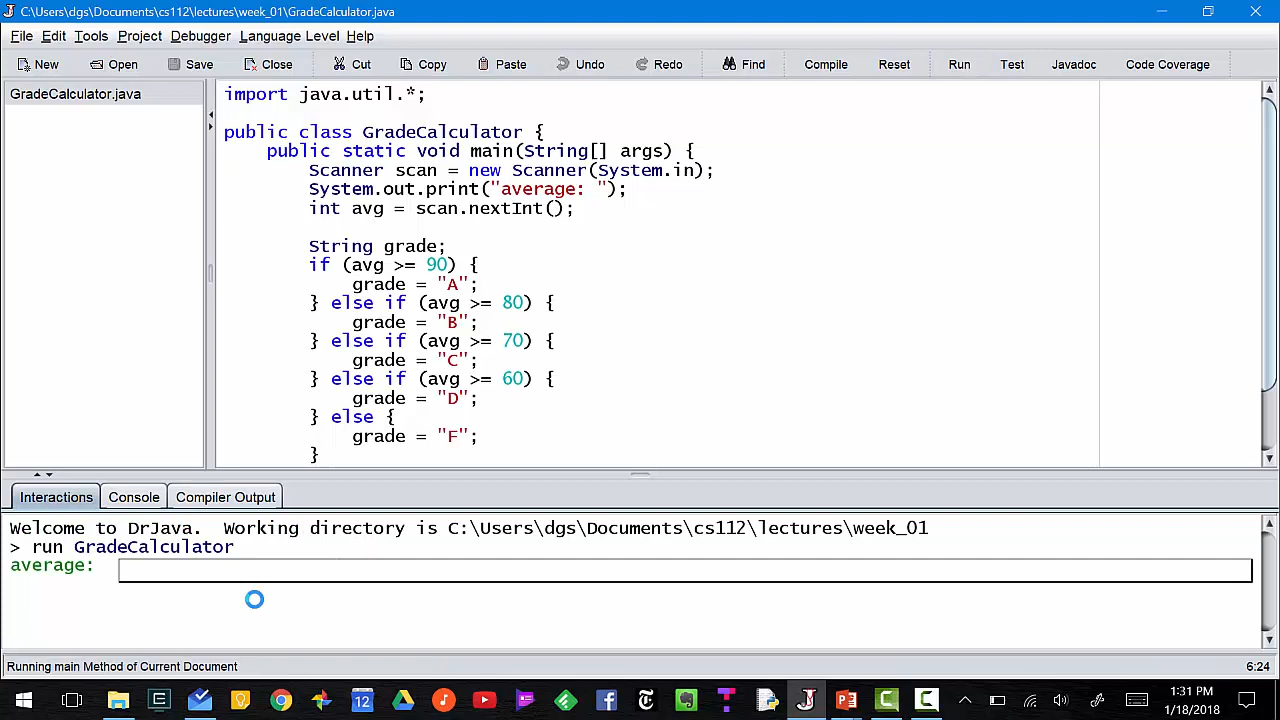 C:\Users\dgs\Documents\cs112\lectures\week_01\GradeCalculator.java
File Edit Tools Project Debugger Language Level Help
New Open Save Close Cut Copy Paste Undo Redo Find Compile Reset Run Test Javadoc Code Coverage
GradeCalculator.java
import java.util.*;
public class GradeCalculator {
public static void main(String[] args) {
Scanner scan = new Scanner(System.in);
System.out.print("average: ");
int avg = scan.nextInt();
String grade;
if (avg >= 90) {
grade = "A";
} else if (avg >= 80) {
grade = "B";
} else if (avg >= 70) {
grade = "C";
} else if (avg >= 60) {
grade = "D";
} else {
grade = "F";
}
Interactions Console Compiler Output
Welcome to DrJava. Working directory is C:\Users\dgs\Documents\cs112\lectures\week_01
> run GradeCalculator
average:
Running main Method of Current Document 6:24
12
1:31 PM
1/18/2018